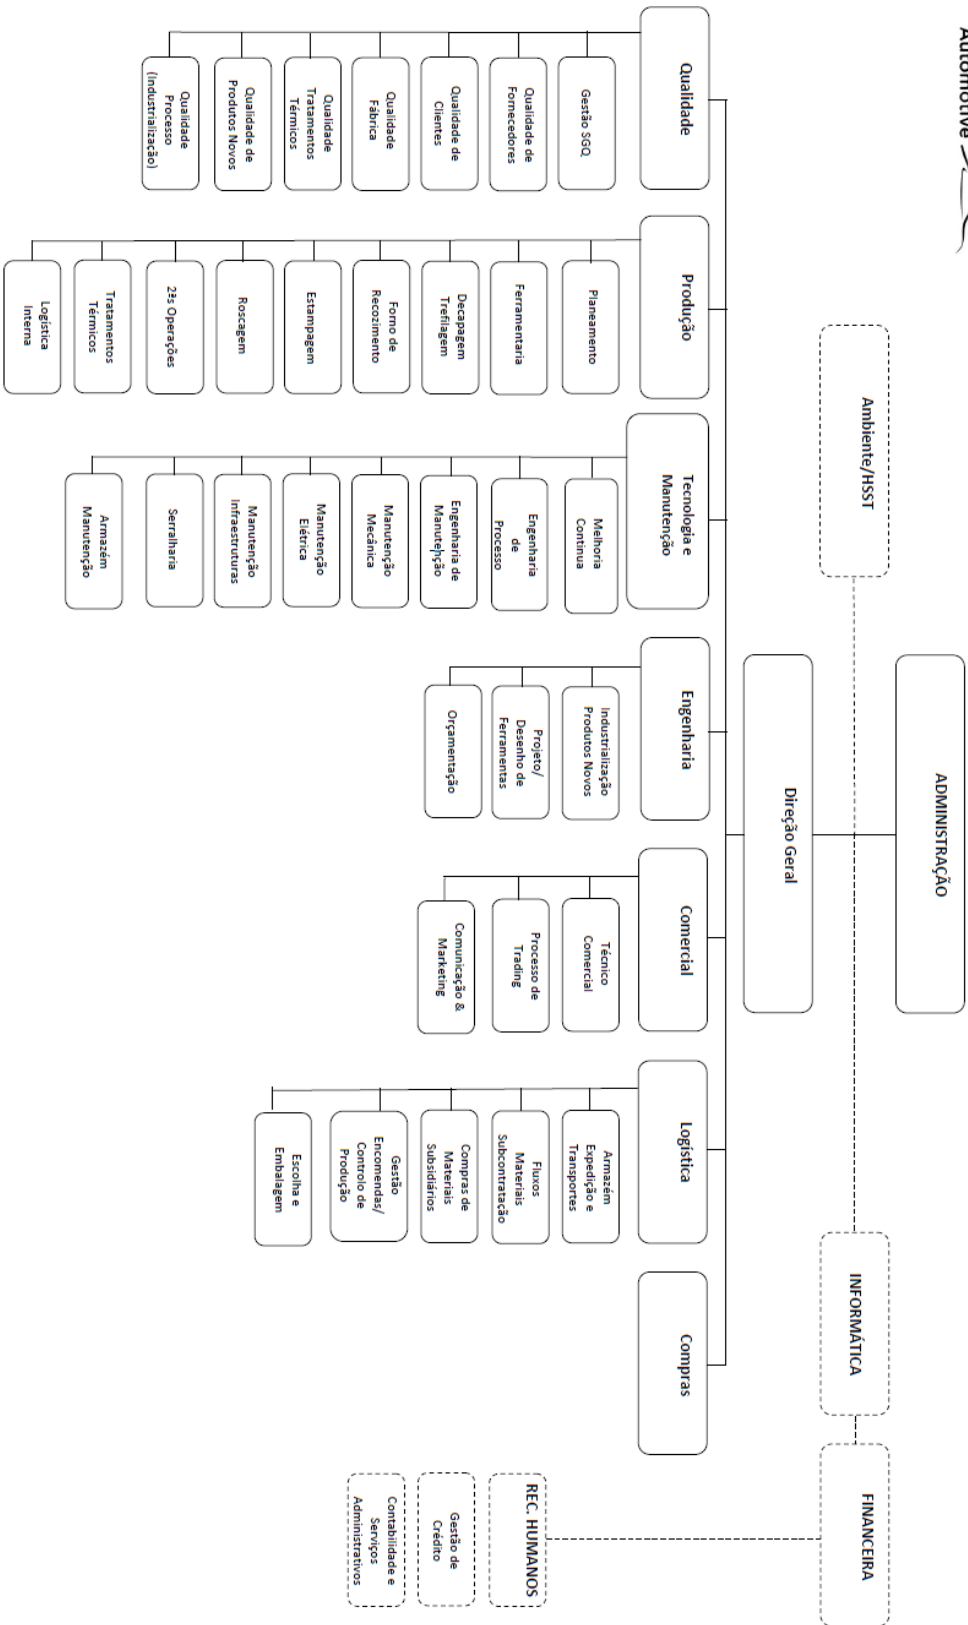 Automotive
ADMINISTRAÇÃO
Ambiente/HSST
INFORMÁTICA
FINANCEIRA
Direção Geral
Qualidade
Produção
Tecnologia e
Manutenção
Engenharia
Comercial
Logística
Compras
Gestão SGQ
Qualidade de
Fornecedores
Qualidade de
Clientes
Qualidade
Fábrica
Qualidade
Tratamentos
Térmicos
Qualidade de
Produtos Novos
Qualidade
Processo
(Industrialização)
Planeamento
Ferramentaria
Decapagem
Trefilagem
Forno de
Recozimento
Estampagem
Roscagem
2ªs Operações
Tratamentos
Térmicos
Logística
Interna
Melhoria
Continua
Engenharia
de
Processo
Engenharia de
Manutenção
Manutenção
Mecânica
Manutenção
Elétrica
Manutenção
Infraestruturas
Serralharia
Armazém
Manutenção
Industrialização
Produtos Novos
Projeto/
Desenho de
Ferramentas
Orçamentação
Técnico
Comercial
Processo de
Trading
Comunicação &
Marketing
Armazém
Expedição e
Transportes
Fluxos
Materiais
Subcontratação
Compras de
Materiais
Subsidiários
Gestão
Encomendas/
Controlo de
Produção
Escolha e
Embalagem
REC. HUMANOS
Gestão de
Crédito
Contabilidade e
Serviços
Administrativos